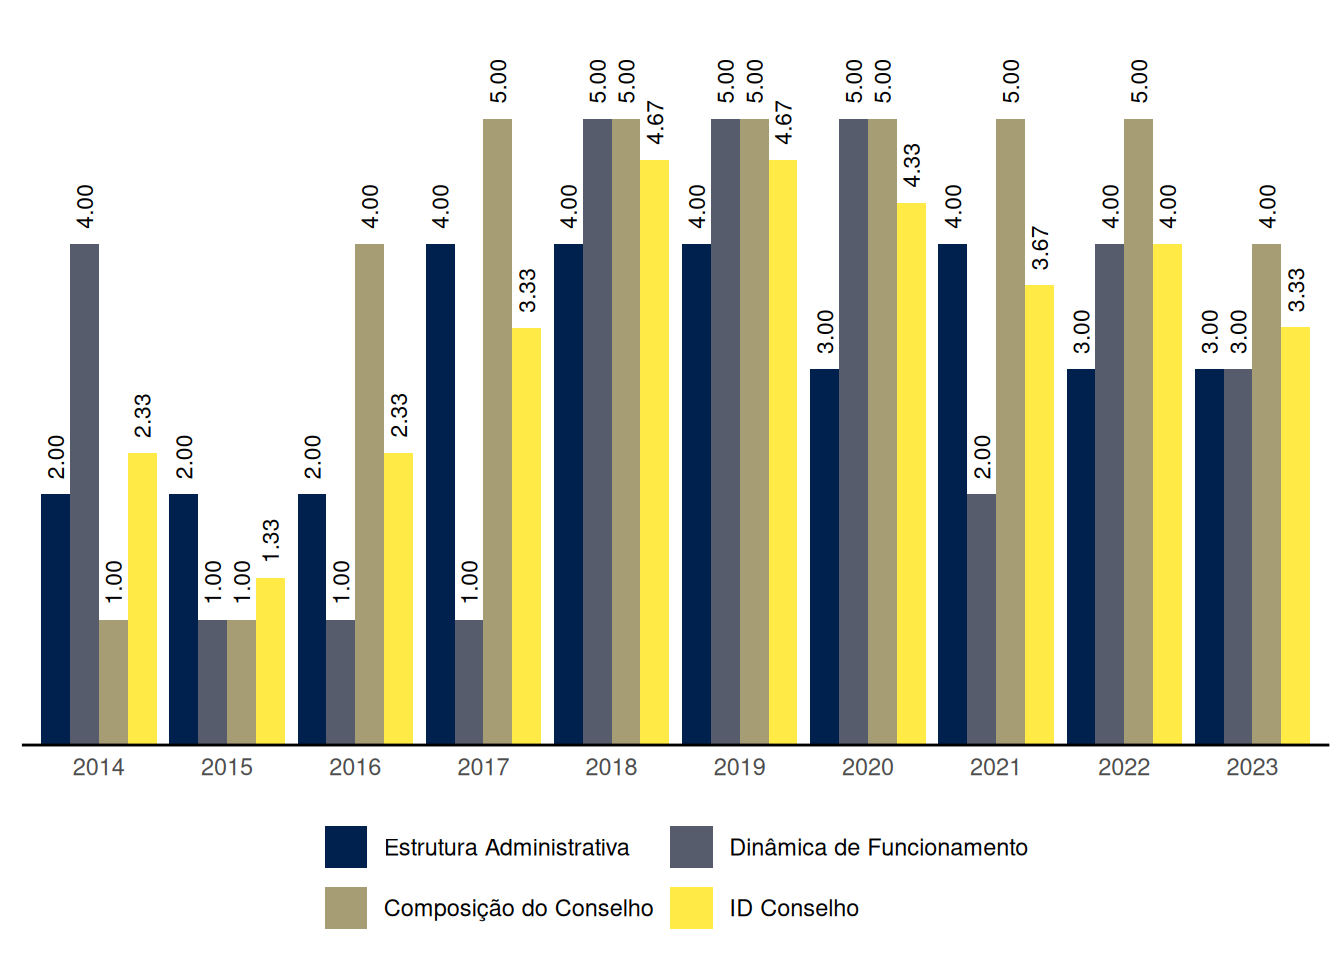 2.00 4.00 1.00 2.33
2.00 1.00 1.00 1.33
2.00 1.00 4.00 2.33
4.00 1.00 5.00 3.33
4.00 5.00 5.00 4.67
4.00 5.00 5.00 4.67
3.00 5.00 5.00 4.33
4.00 2.00 5.00 3.67
3.00 4.00 5.00 4.00
3.00 3.00 4.00 3.33
2014 2015 2016 2017 2018 2019 2020 2021 2022 2023
Estrutura Administrativa Dinâmica de Funcionamento
Composição do Conselho ID Conselho